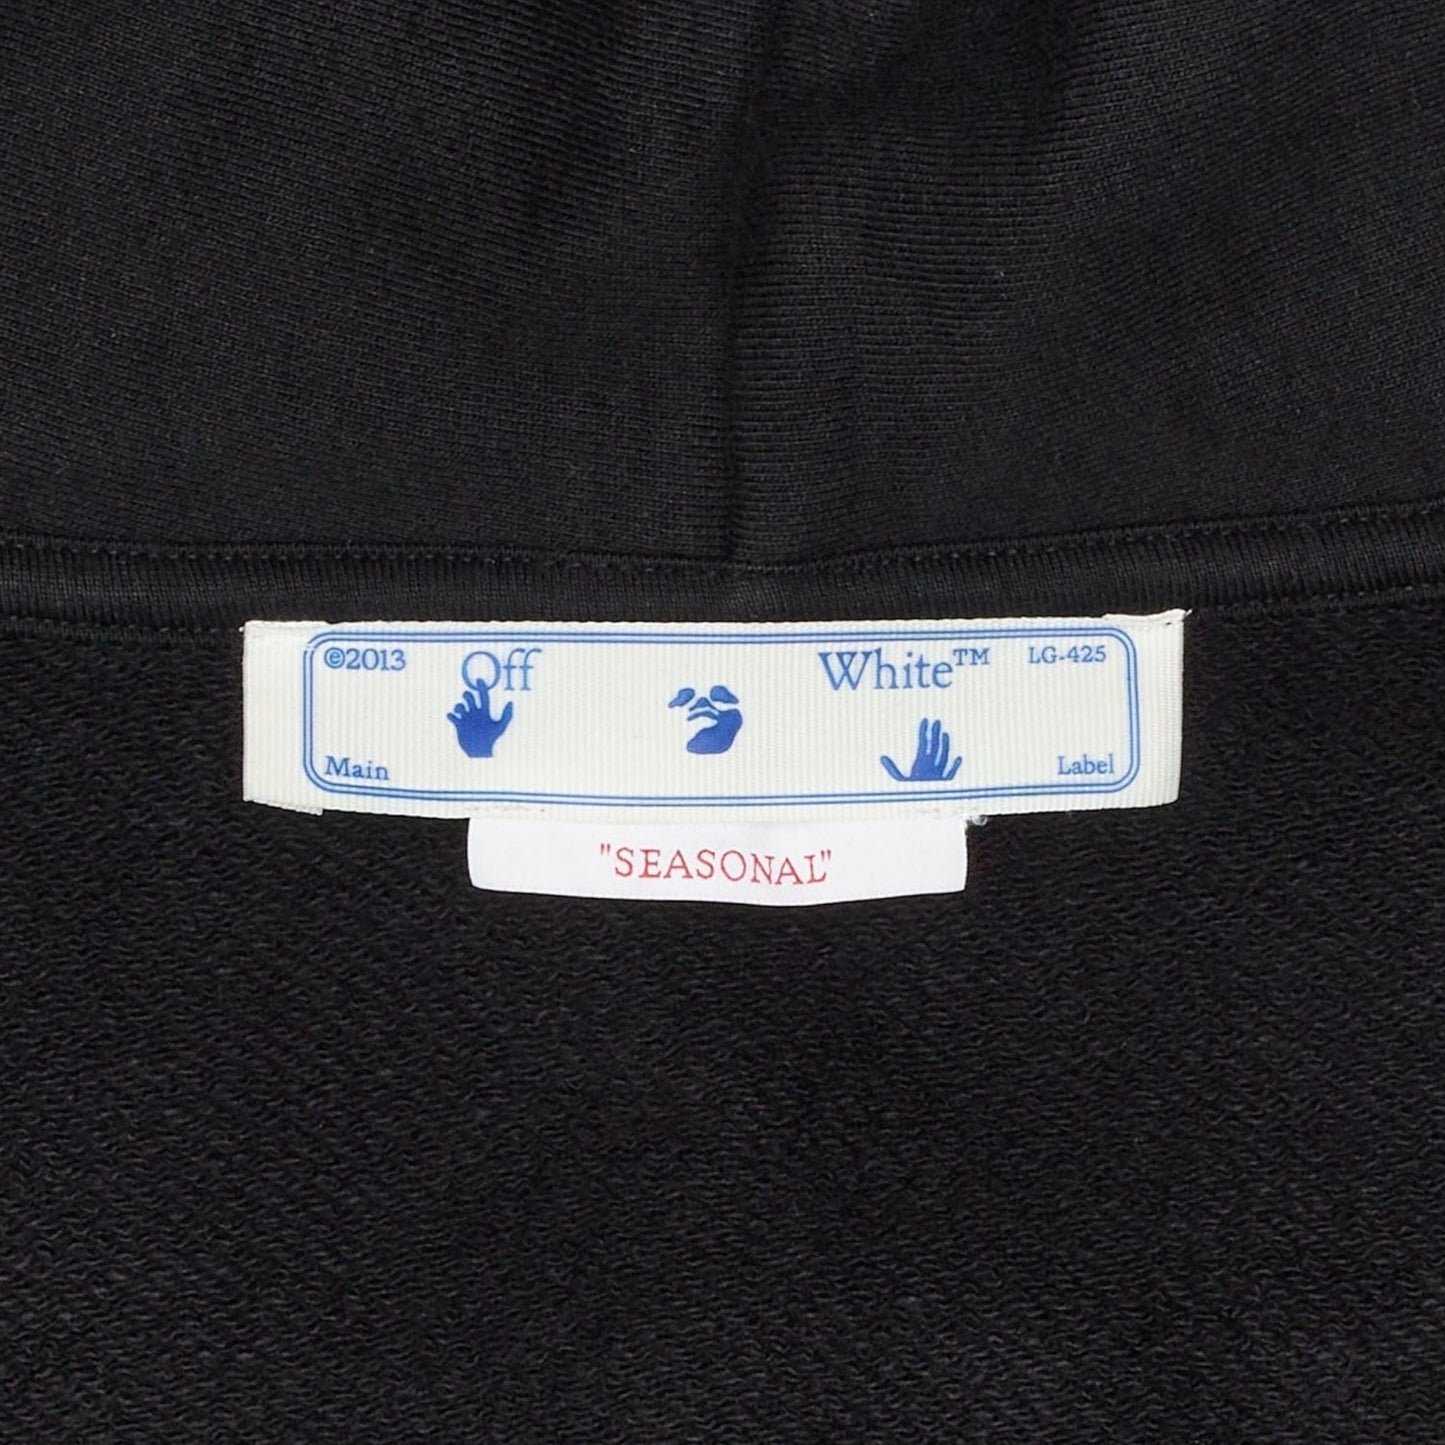 ©2013 Off White™ LG-425
Main Label
"SEASONAL"